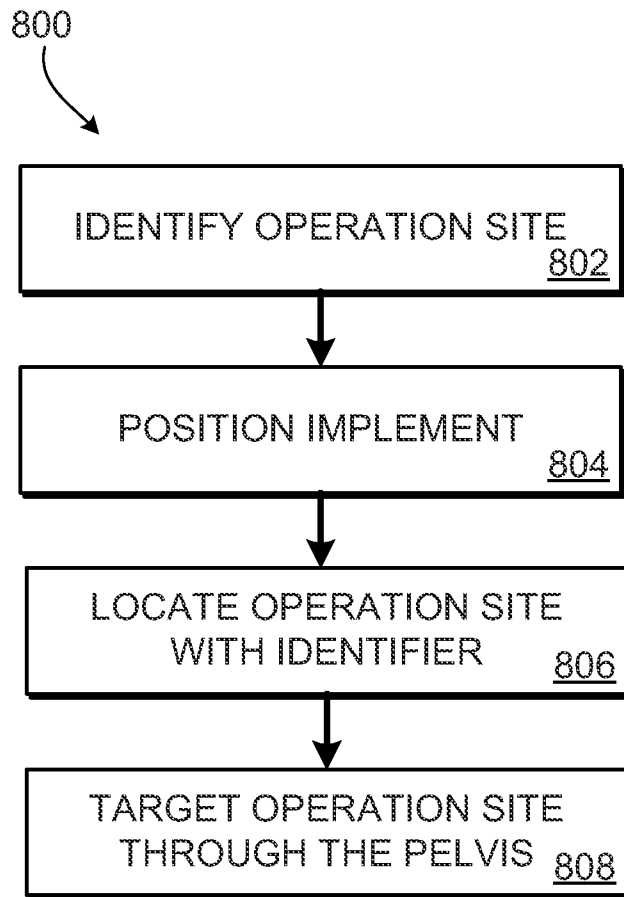 800
IDENTIFY OPERATION SITE
802
POSITION IMPLEMENT
804
LOCATE OPERATION SITE
WITH IDENTIFIER
806
TARGET OPERATION SITE
THROUGH THE PELVIS
808